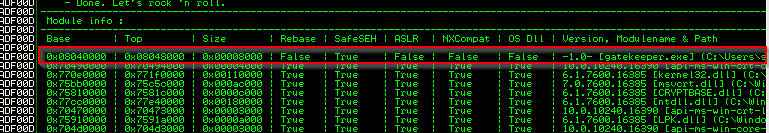 - Done. Let's rock 'n roll.
ADF00D
ADF00D Module info :
ADF00D
ADF00D Base | Top | Size | Rebase | SafeSEH | ASLR | NXCompat | OS Dll | Version, Modulename & Path
ADF00D
ADF00D 0x08040000 | 0x08048000 | 0x00008000 | False | True | False | False | False | -1.0- [gatekeeper.exe] (C:\Users\s
ADF00D 0x70490000 | 0x70494000 | True | True | True | True | True | 10.0.10240.16390 [api-ms-win-crt-
ADF00D 0x770e0000 | 0x771f0000 | 0x00110000 | True | True | True | True | True | 6.1.7600.16385 [kernel32.dll] (C:\W
ADF00D 0x75bb0000 | 0x75c5c000 | 0x000ac000 | True | True | True | True | True | 7.0.7600.16385 [msvcrt.dll] (C:\Win
ADF00D 0x75810000 | 0x7581c000 | 0x0000c000 | True | True | True | True | True | 6.1.7600.16385 [CRYPTBASE.dll] (C:\
ADF00D 0x77cc0000 | 0x77e40000 | 0x00180000 | True | True | True | True | True | 6.1.7600.16385 [ntdll.dll] (C:\Wind
ADF00D 0x70470000 | 0x70473000 | 0x00003000 | True | True | True | True | True | 10.0.10240.16390 [api-ms-win-crt-l
ADF00D 0x75910000 | 0x7591a000 | 0x0000a000 | True | True | True | True | True | 6.1.7600.16385 [LPK.dll] (C:\Windo
ADF00D 0x704d0000 | 0x704d3000 | 0x00003000 | True | True | True | True | True | 10.0.10240.16390 [api-ms-win-core-